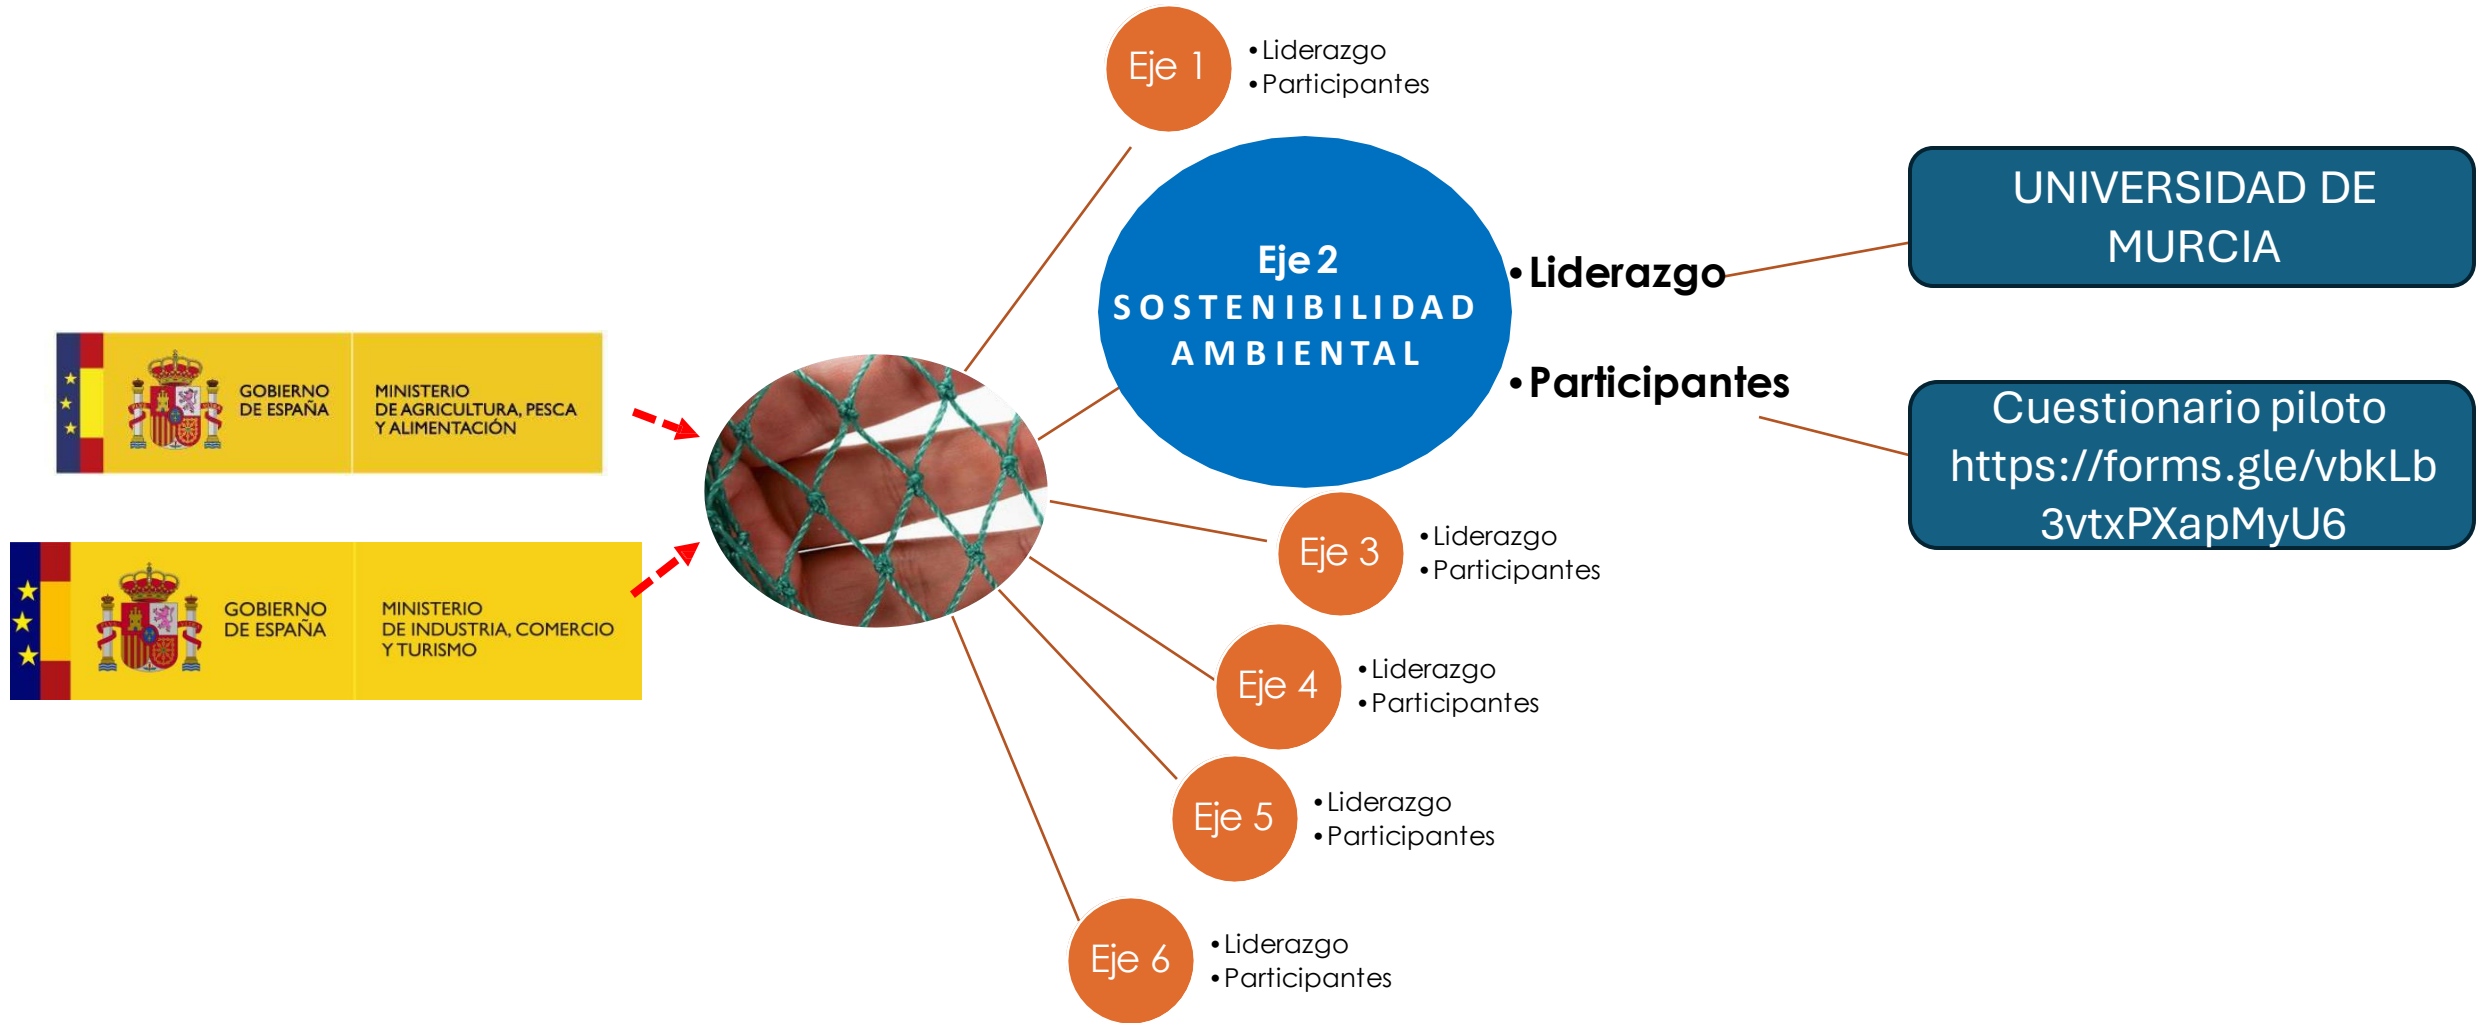 Eje 1
•Liderazgo
•Participantes
Eje 2
SOSTENIBILIDAD
AMBIENTAL
•Liderazgo
•Participantes
UNIVERSIDAD DE
MURCIA
Cuestionario piloto
https://forms.gle/vbkLb
3vtxPXapMyU6
GOBIERNO
DE ESPAÑA
MINISTERIO
DE AGRICULTURA, PESCA
Y ALIMENTACIÓN
GOBIERNO
DE ESPAÑA
MINISTERIO
DE INDUSTRIA, COMERCIO
Y TURISMO
Eje 3
•Liderazgo
•Participantes
Eje 4
•Liderazgo
•Participantes
Eje 5
•Liderazgo
•Participantes
Eje 6
•Liderazgo
•Participantes